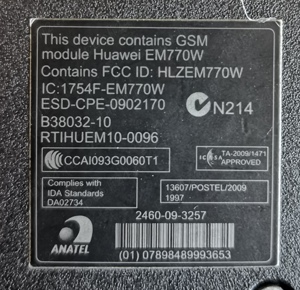 This device contains GSM
module Huawei EM770W
Contains FCC ID: HLZEM770W
IC:1754F-EM770W
ESD-CPE-0902170
N214
B38032-10
RTIHUEM10-0096
CCAI093G0060T1
ICASA
TA-2009/1471
APPROVED
Complies with
IDA Standards
DA02734
13607/POSTEL/2009
1997
2460-09-3257
ANATEL
(01) 07898489993653